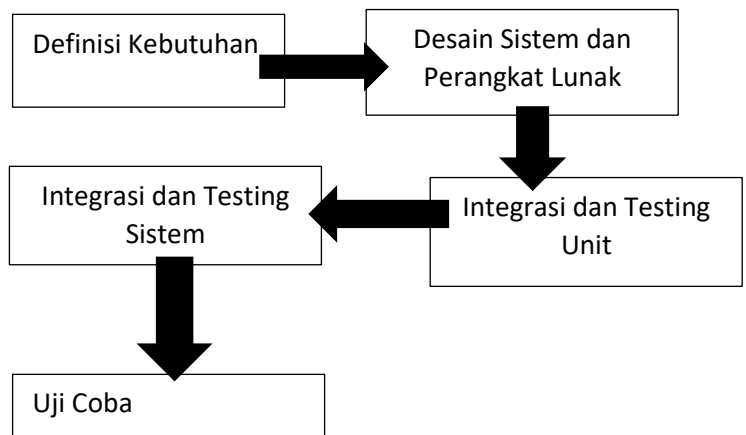 Definisi Kebutuhan
Desain Sistem dan
Perangkat Lunak
Integrasi dan Testing
Unit
Integrasi dan Testing
Sistem
Uji Coba